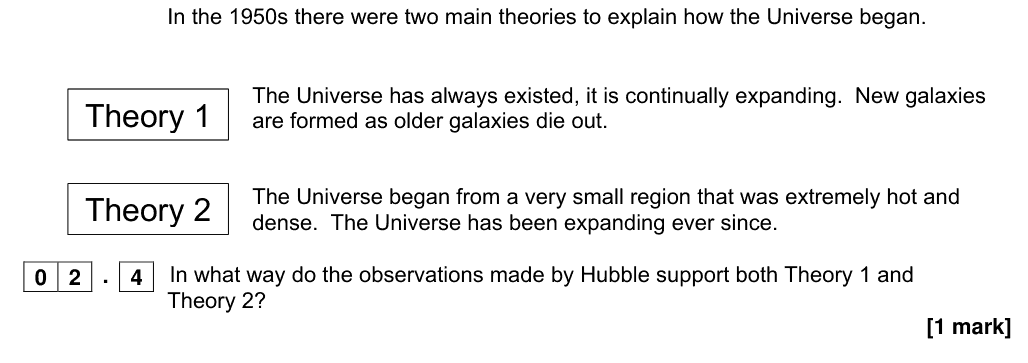 In the 1950s there were two main theories to explain how the Universe began.
Theory 1
The Universe has always existed, it is continually expanding. New galaxies
are formed as older galaxies die out.
Theory 2
The Universe began from a very small region that was extremely hot and
dense. The Universe has been expanding ever since.
0 2 . 4 In what way do the observations made by Hubble support both Theory 1 and
Theory 2?
[1 mark]